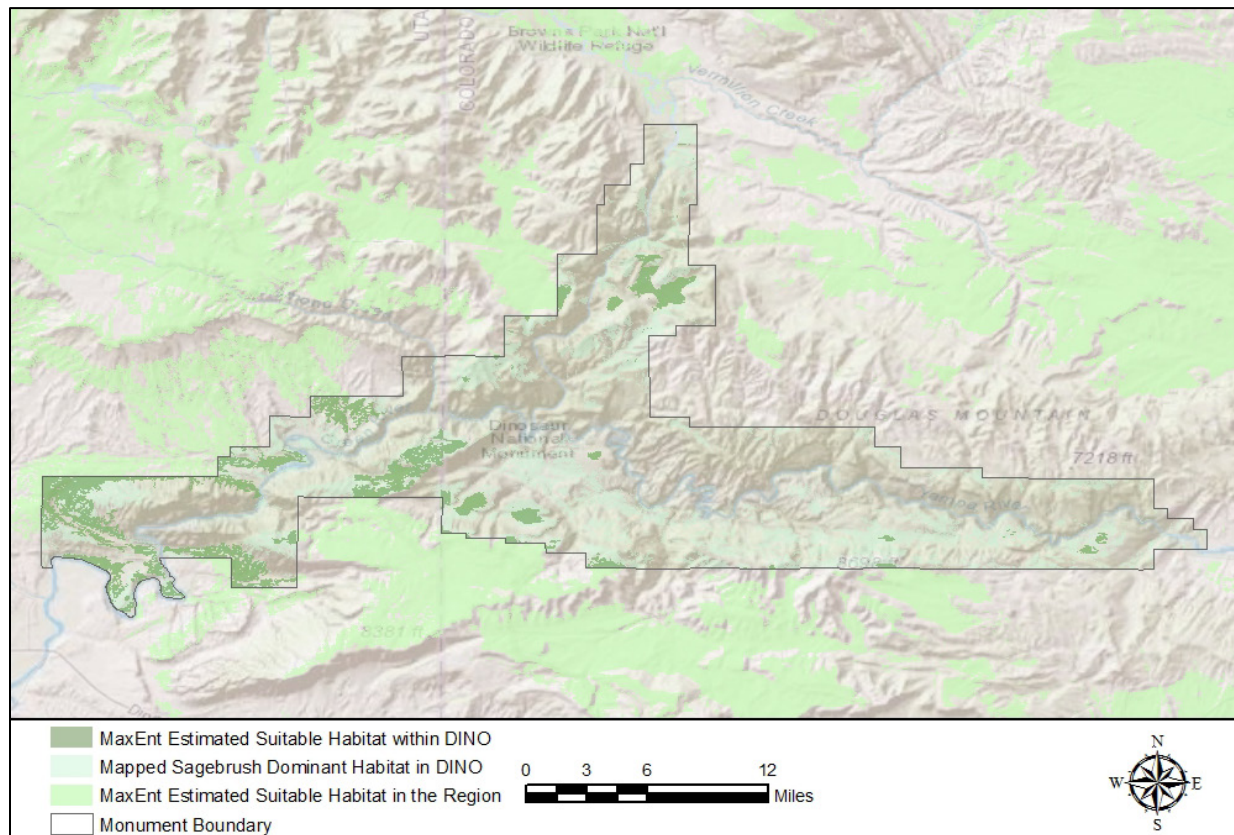 UTA
COLORADO
Browns Park Nat'l
Wildlife Refuge
Vermillion Creek
DOUGLAS MOUNTAIN
Dinosaur
National
Monument
7218 ft
8381 ft
MaxEnt Estimated Suitable Habitat within DINO
Mapped Sagebrush Dominant Habitat in DINO
MaxEnt Estimated Suitable Habitat in the Region
Monument Boundary
0 3 6 12
Miles
N
W E
S